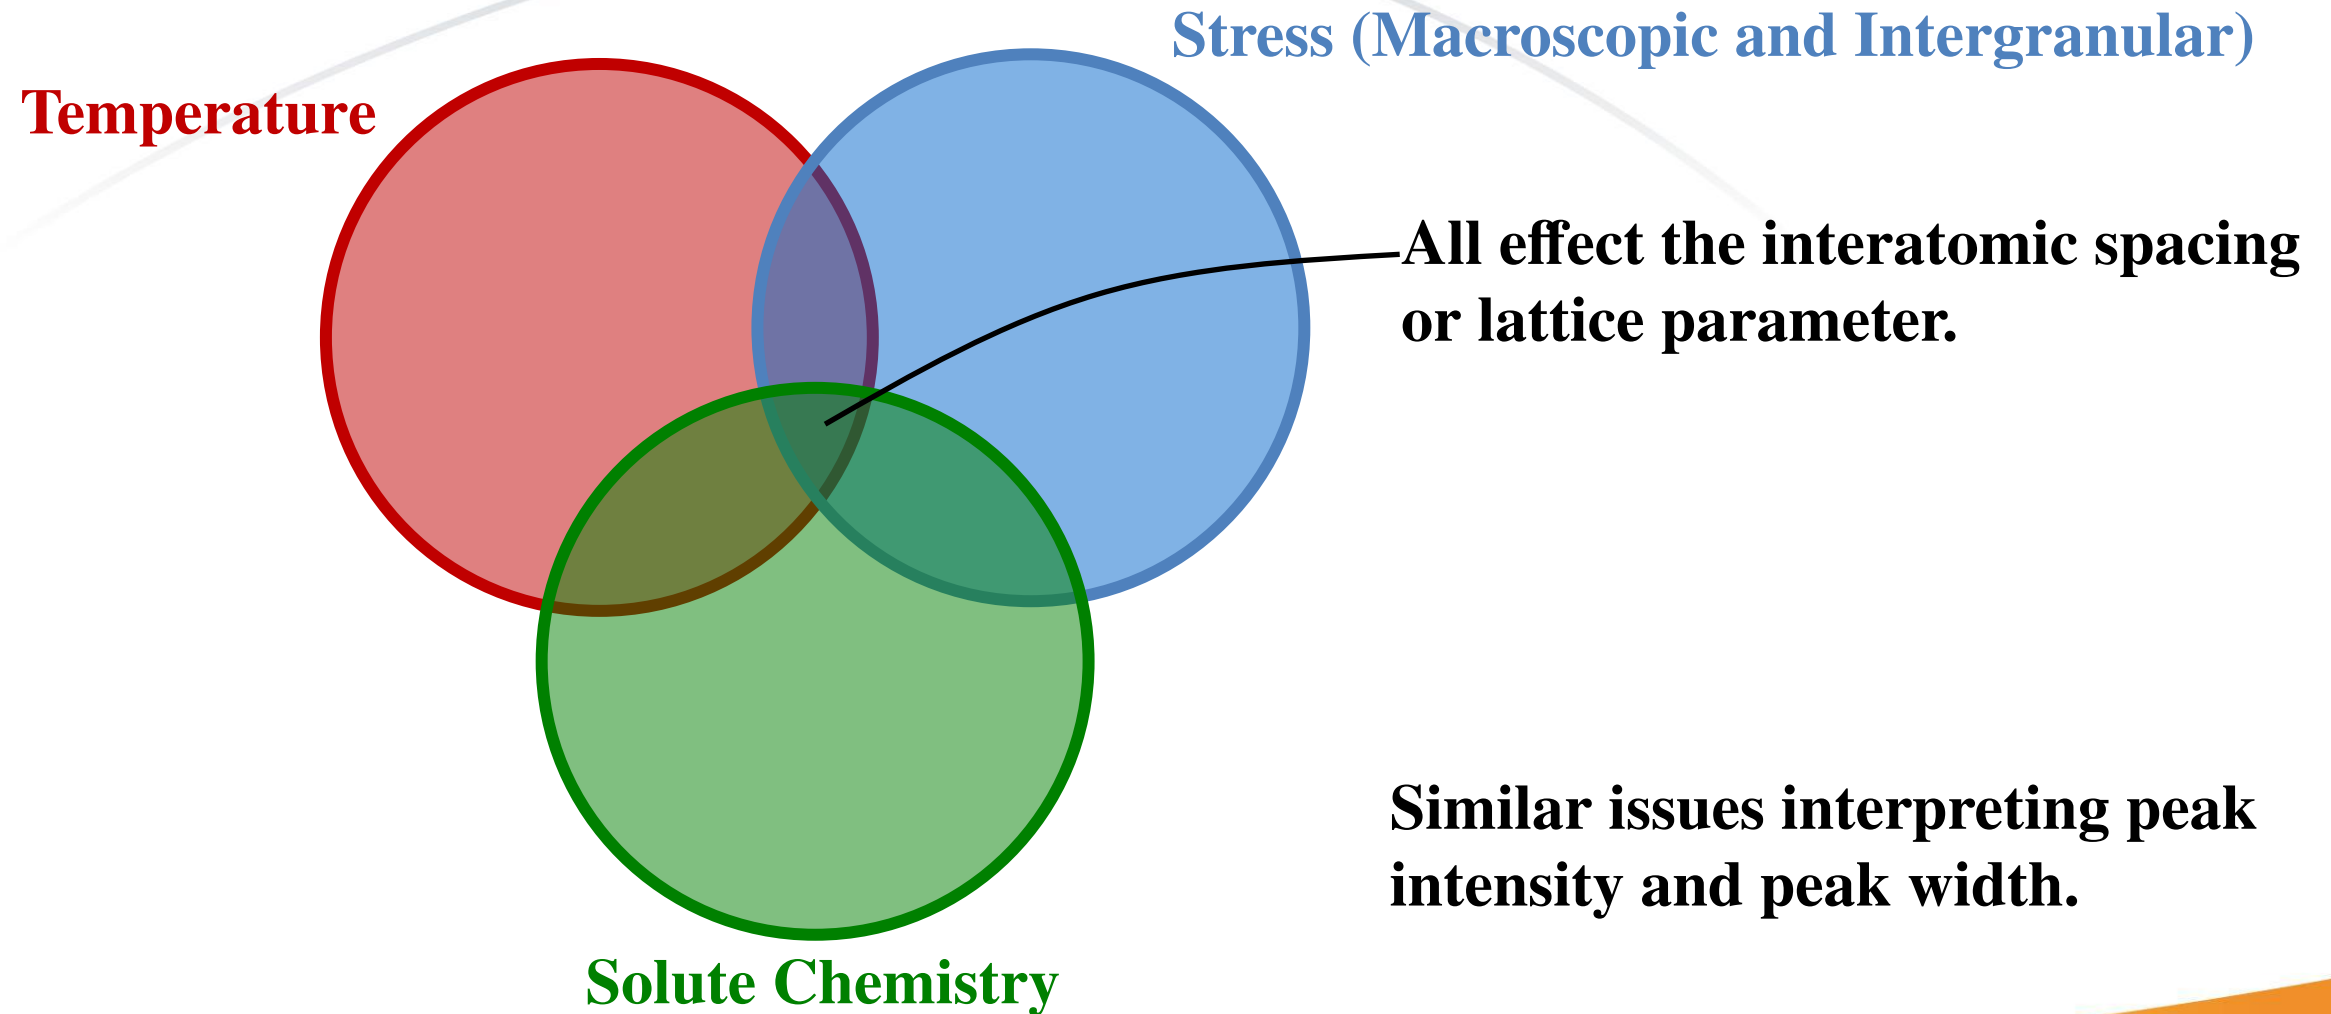 Stress (Macroscopic and Intergranular)
Temperature
All effect the interatomic spacing
or lattice parameter.
Similar issues interpreting peak
intensity and peak width.
Solute Chemistry